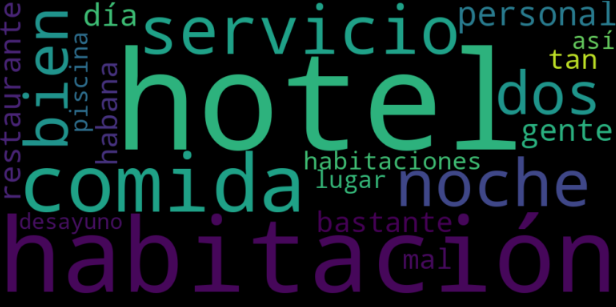 restaurante
bien
día
piscina
habana
servicio
hotel
personal
así
tan
dos
gente
comida
habitaciones
lugar
noche
desayuno
bastante
habitación
mal